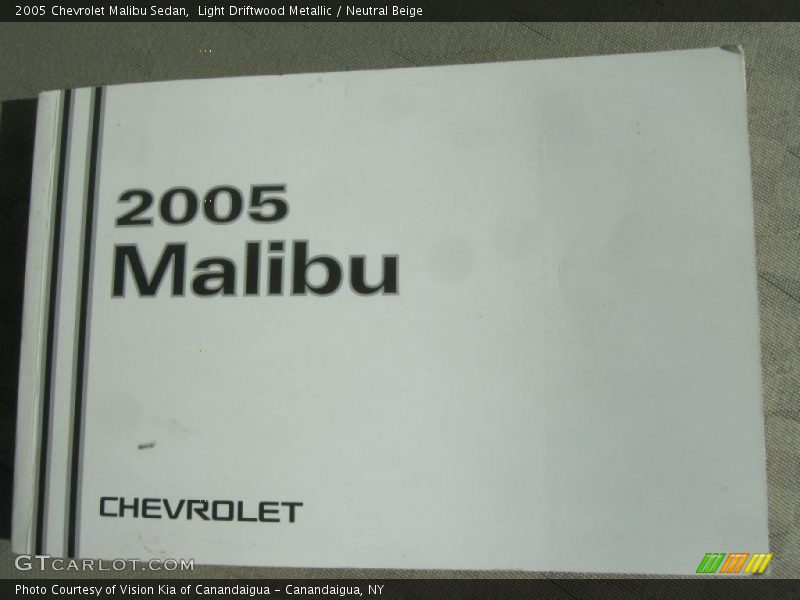 2005 Chevrolet Malibu Sedan,  Light Driftwood Metallic / Neutral Beige
2005
Malibu
CHEVROLET
GTCARLOT.COM
Photo Courtesy of Vision Kia of Canandaigua - Canandaigua, NY